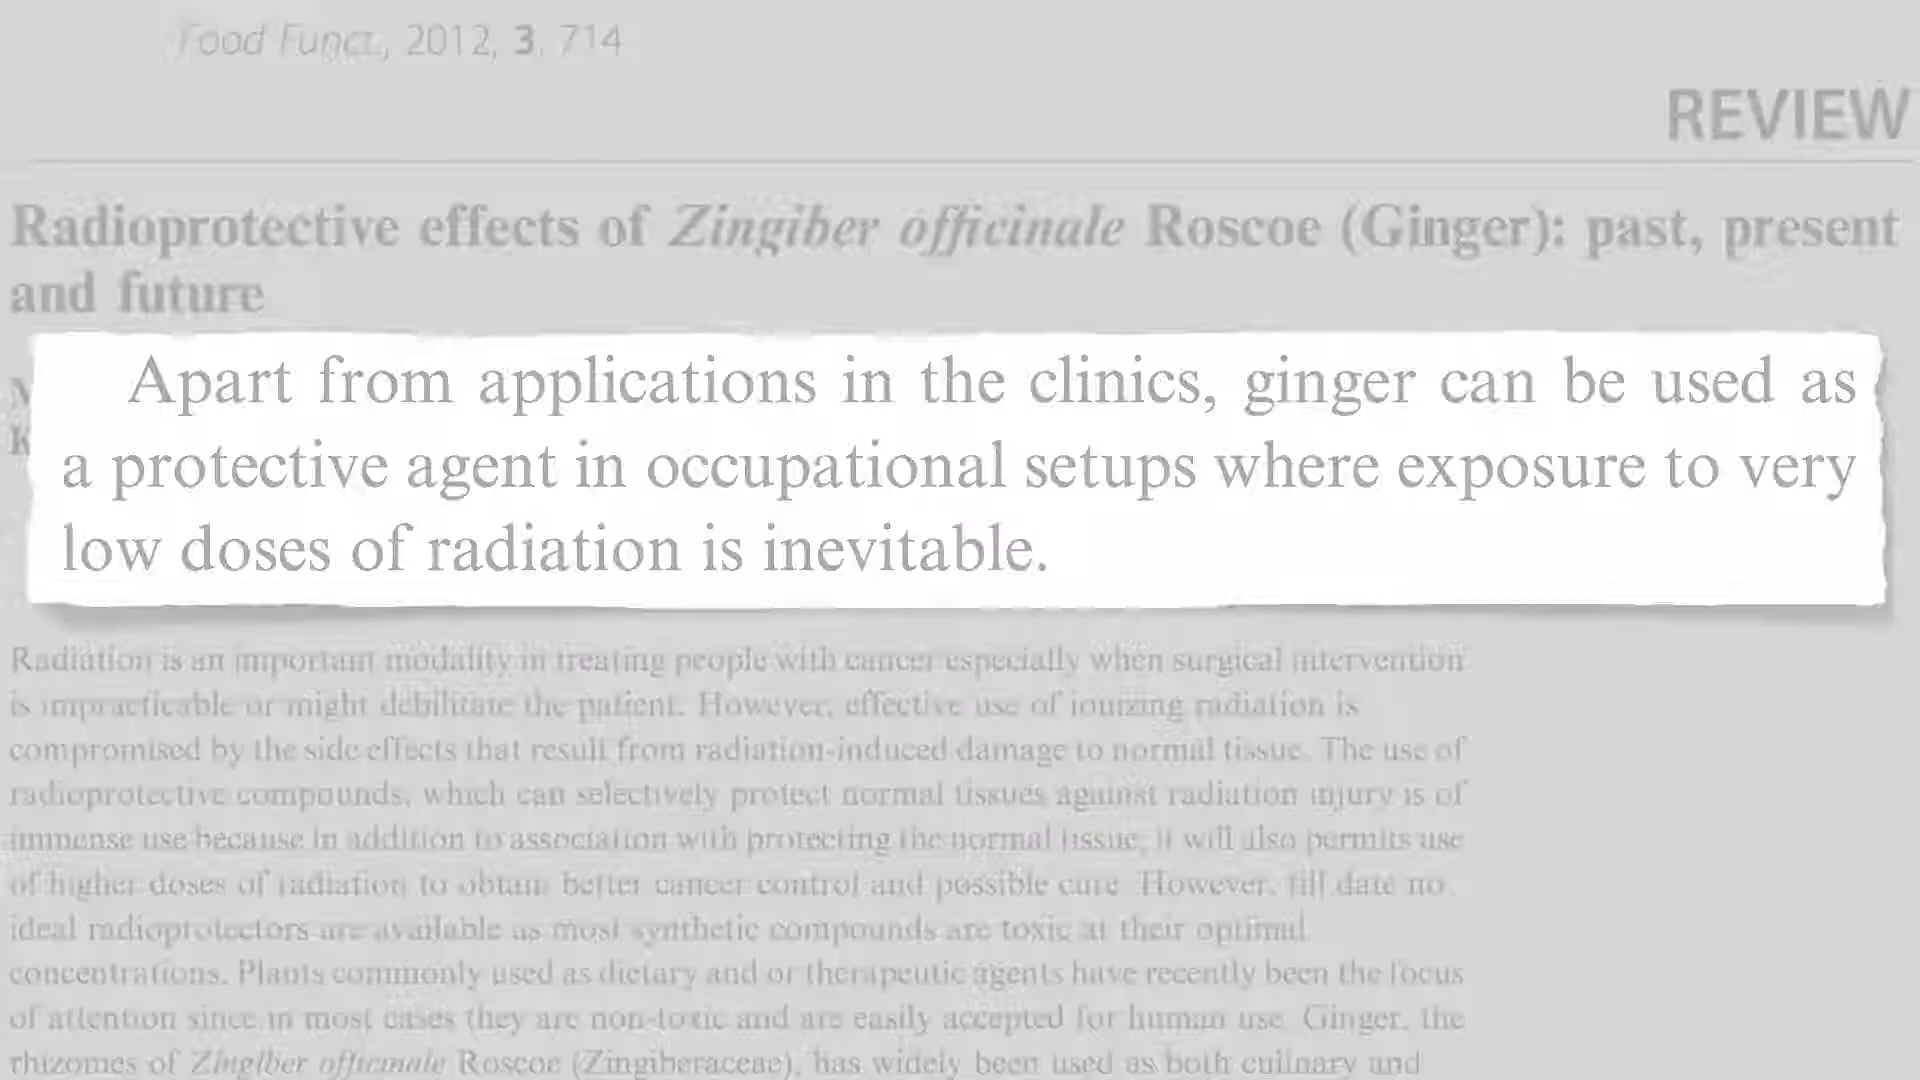 Food Funct., 2012, 3, 714
REVIEW
Radioprotective effects of Zingiber officinale Roscoe (Ginger): past, present
and future
Apart from applications in the clinics, ginger can be used as
a protective agent in occupational setups where exposure to very
low doses of radiation is inevitable.
Radiation is an important modality in treating people with cancer especially when surgical intervention
is impracticable or might debilitate the patient. However, effective use of ionizing radiation is
compromised by the side effects that result from radiation-induced damage to normal tissue. The use of
radioprotective compounds, which can selectively protect normal tissues against radiation injury is of
immense use because in addition to association with protecting the normal tissue, it will also permits use
of higher doses of radiation to obtain better cancer control and possible cure. However, till date no
ideal radioprotectors are available as most synthetic compounds are toxic at their optimal
concentrations. Plants commonly used as dietary and or therapeutic agents have recently been the focus
of attention since in most cases they are non-toxic and are easily accepted for human use. Ginger, the
rhizomes of Zingiber officinale Roscoe (Zingiberaceae), has widely been used as both culinary and